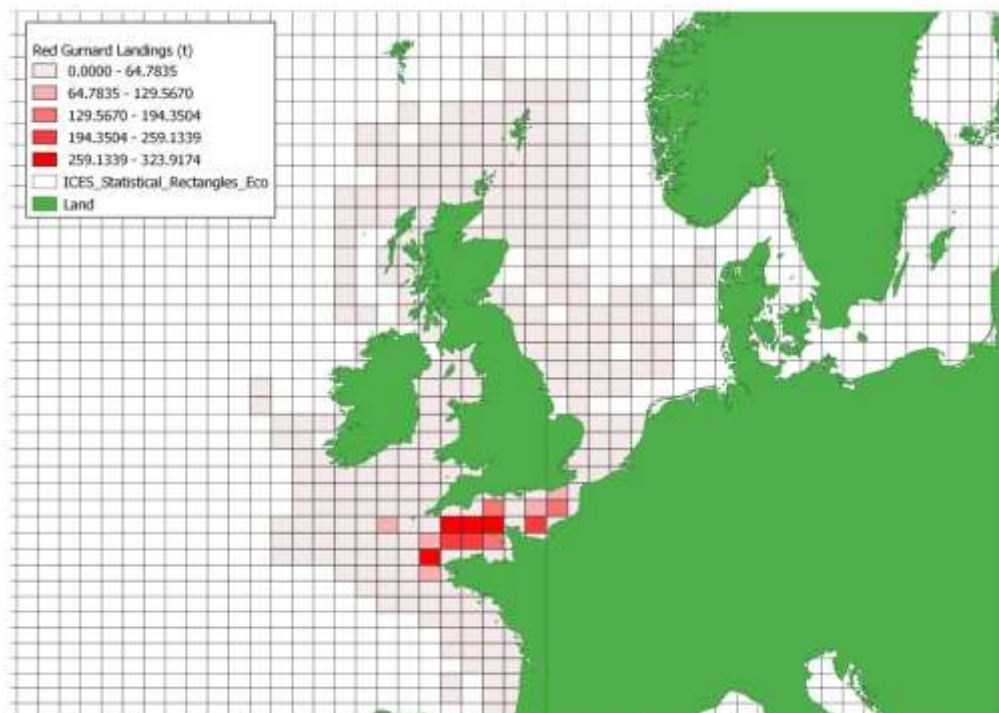 Red Gurnard Landings (t)
0.0000 - 64.7835
64.7835 - 129.5670
129.5670 - 194.3504
194.3504 - 259.1339
259.1339 - 323.9174
ICES_Statistical_Rectangles_Eco
Land